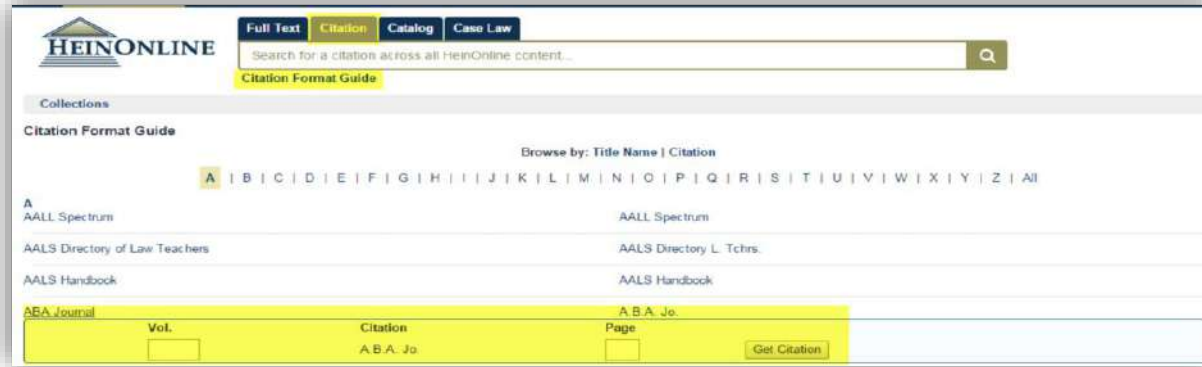 HEINONLINE
Full Text Citation Catalog Case Law
Search for a citation across all HeinOnline content...
Citation Format Guide
Collections
Citation Format Guide
Browse by: Title Name | Citation
A | B | C | D | E | F | G | H | I | J | K | L | M | N | O | P | Q | R | S | T | U | V | W | X | Y | Z | All
A
AALL Spectrum AALL Spectrum
AALS Directory of Law Teachers AALS Directory L. Tchrs.
AALS Handbook AALS Handbook
ABA Journal A.B.A. Jo.
Vol. Citation Page
A.B.A. Jo. Get Citation